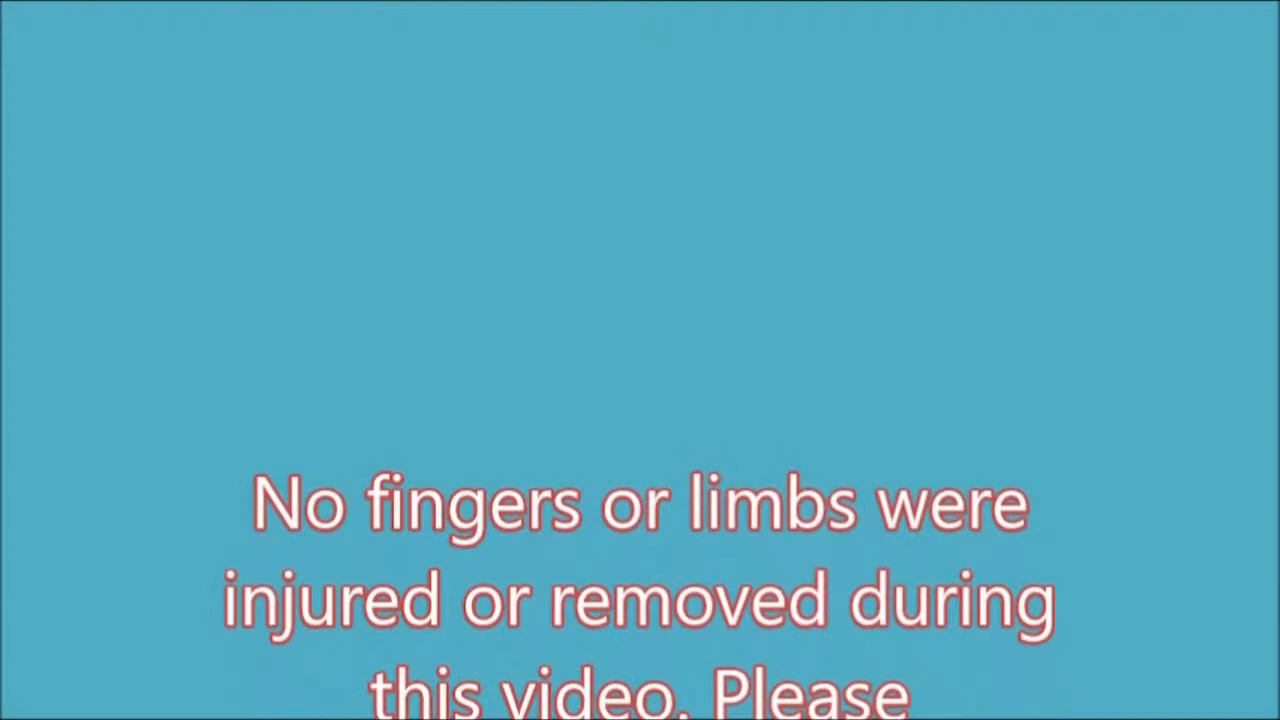 No fingers or limbs were
injured or removed during
this video. Please